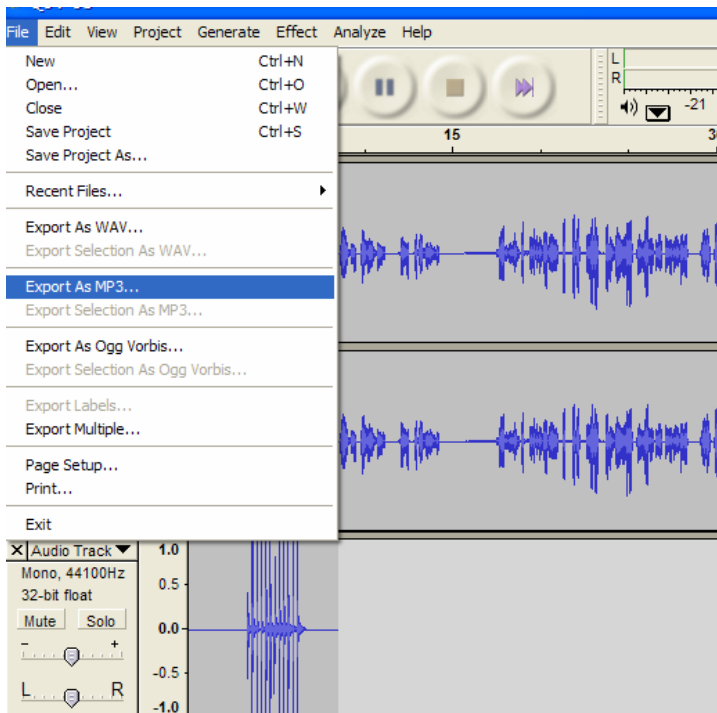 File Edit View Project Generate Effect Analyze Help
New Ctrl+N
Open... Ctrl+O
Close Ctrl+W
Save Project Ctrl+S
Save Project As...
Recent Files...
Export As WAV...
Export Selection As WAV...
Export As MP3...
Export Selection As MP3...
Export As Ogg Vorbis...
Export Selection As Ogg Vorbis...
Export Labels...
Export Multiple...
Page Setup...
Print...
Exit
L
R
-21
15
X Audio Track
Mono, 44100Hz
32-bit float
Mute Solo
- +
L R
1.0
0.5
0.0
-0.5
-1.0